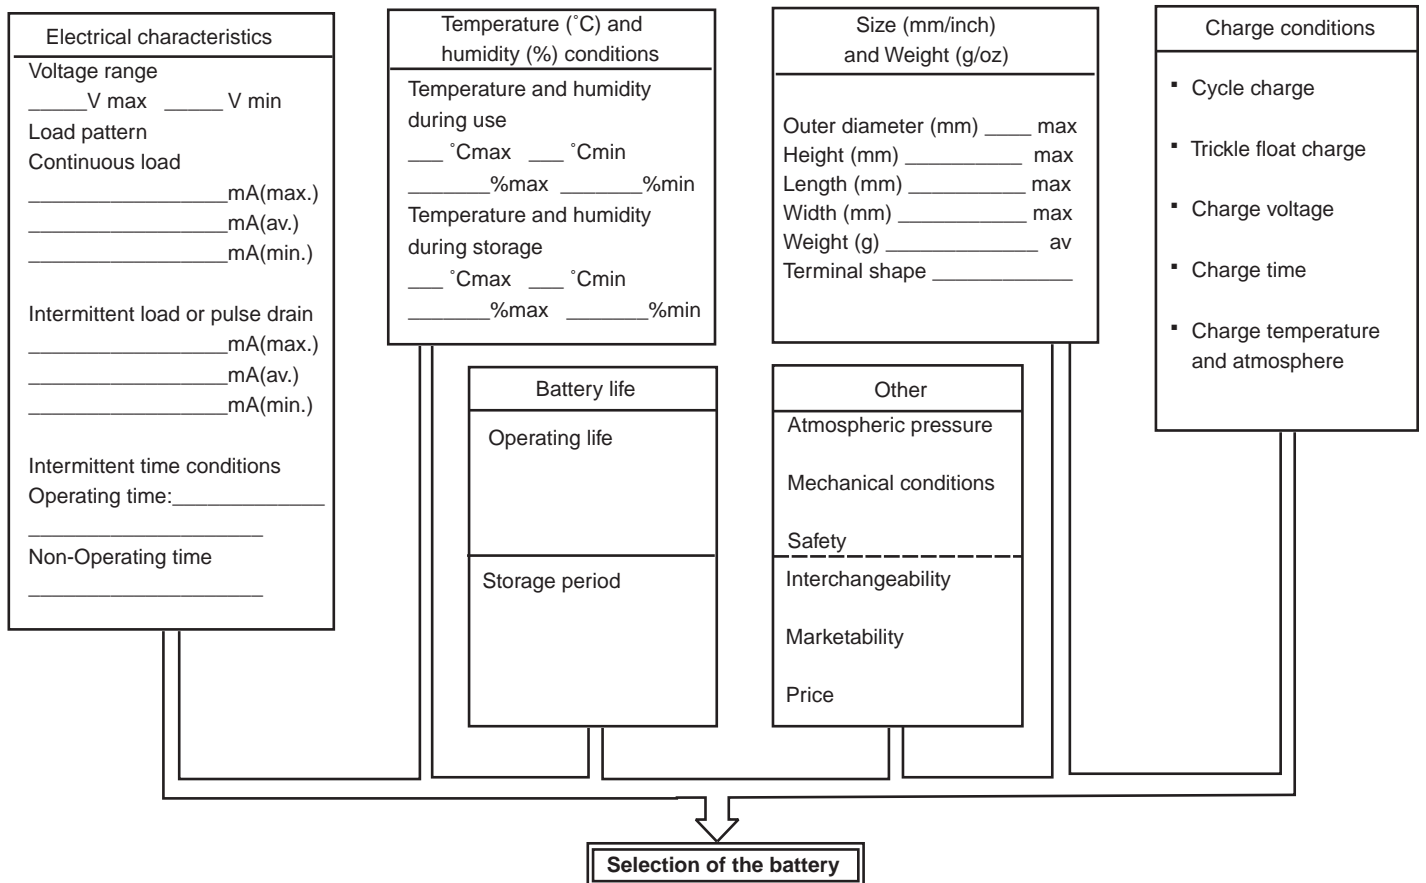 Electrical characteristics
Voltage range
_____V max _____ V min
Load pattern
Continuous load
_________________mA(max.)
_________________mA(av.)
_________________mA(min.)
Intermittent load or pulse drain
_________________mA(max.)
_________________mA(av.)
_________________mA(min.)
Intermittent time conditions
Operating time:_____________
____________________
Non-Operating time
____________________
Temperature (˚C) and
humidity (%) conditions
Temperature and humidity
during use
___ ˚Cmax ___ ˚Cmin
_______%max _______%min
Temperature and humidity
during storage
___ ˚Cmax ___ ˚Cmin
_______%max _______%min
Size (mm/inch)
and Weight (g/oz)
Outer diameter (mm) ____ max
Height (mm) __________ max
Length (mm) __________ max
Width (mm) ___________ max
Weight (g) _____________ av
Terminal shape ____________
Charge conditions
▪ Cycle charge
▪ Trickle float charge
▪ Charge voltage
▪ Charge time
▪ Charge temperature
and atmosphere
Battery life
Operating life
Storage period
Other
Atmospheric pressure
Mechanical conditions
Safety
Interchangeability
Marketability
Price
Selection of the battery